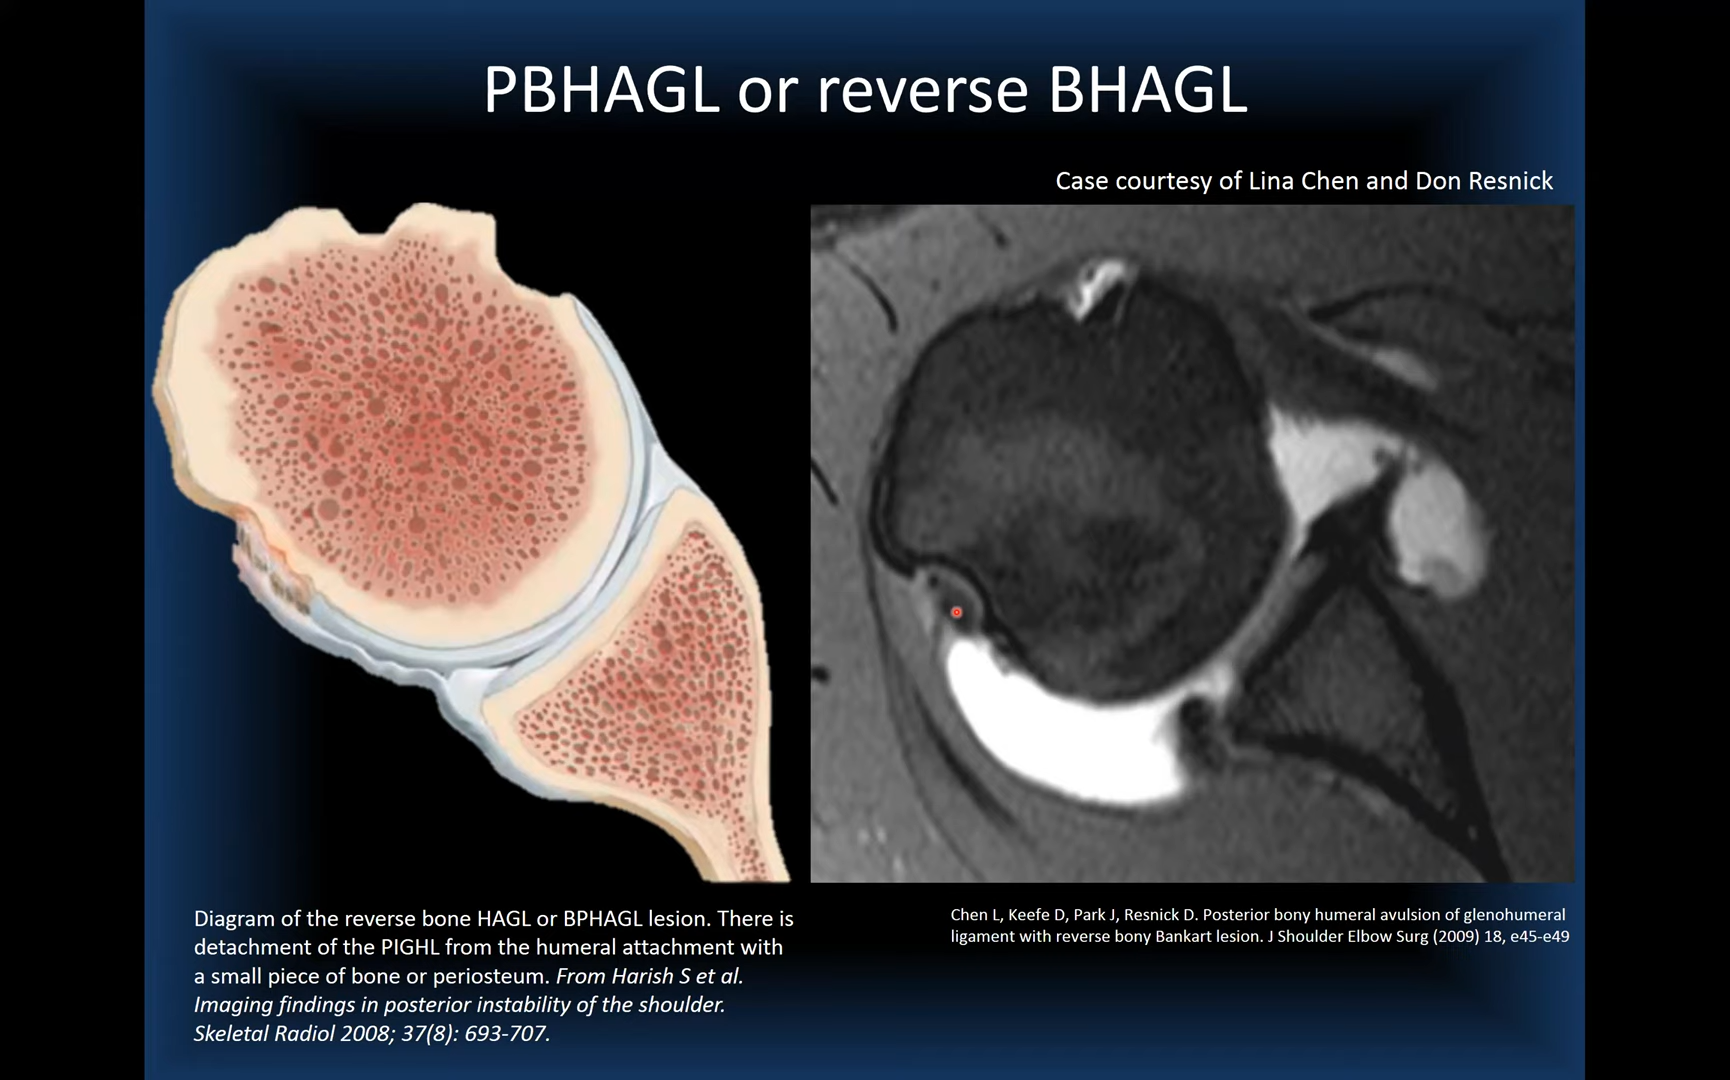 PBHAGL or reverse BHAGL
Case courtesy of Lina Chen and Don Resnick
Diagram of the reverse bone HAGL or BPHAGL lesion. There is
detachment of the PIGHL from the humeral attachment with
a small piece of bone or periosteum. From Harish S et al.
Imaging findings in posterior instability of the shoulder.
Skeletal Radiol 2008; 37(8): 693-707.
Chen L, Keefe D, Park J, Resnick D. Posterior bony humeral avulsion of glenohumeral
ligament with reverse bony Bankart lesion. J Shoulder Elbow Surg (2009) 18, e45-e49